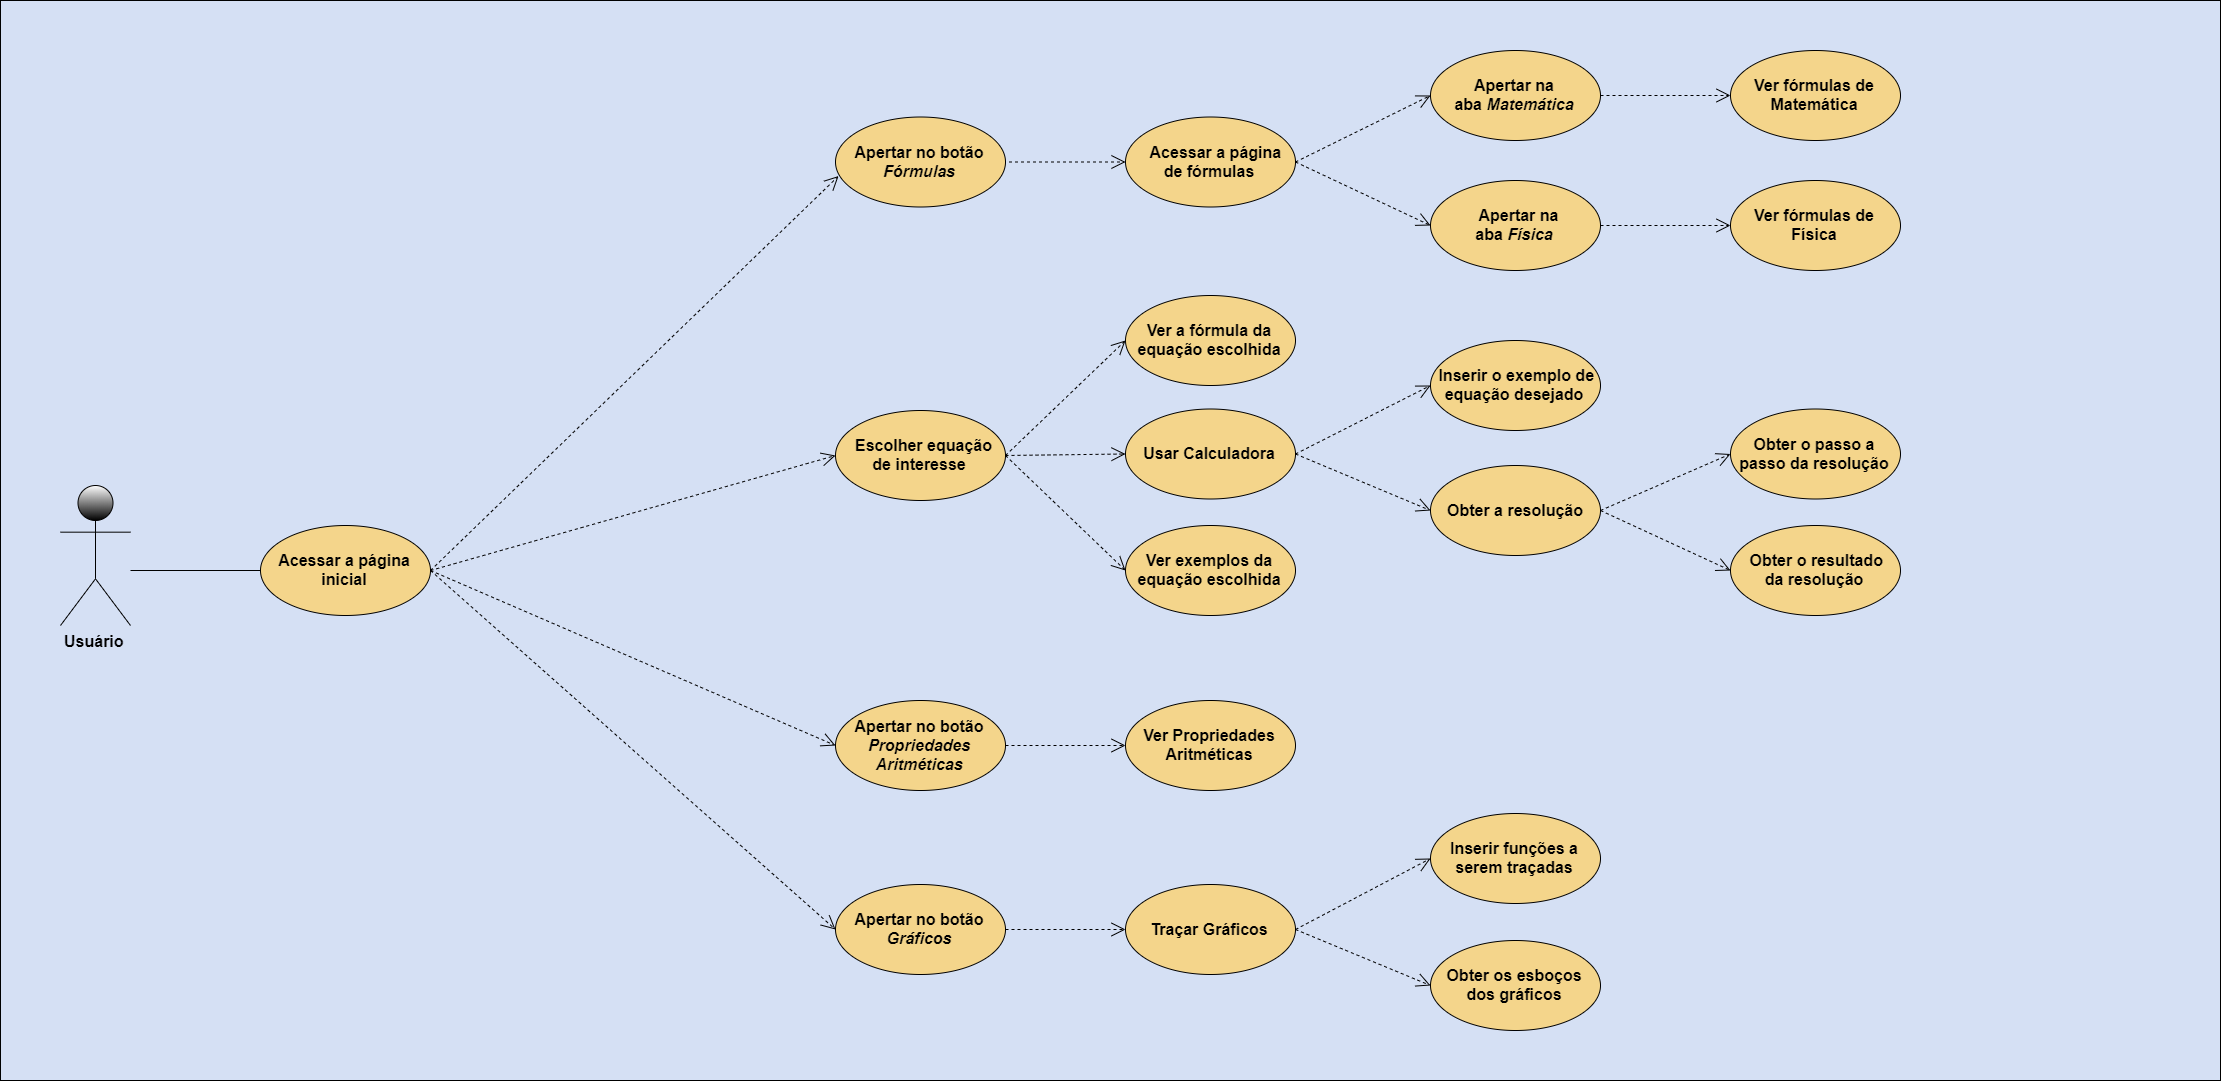 Usuário
Acessar a página
inicial
Apertar no botão
Fórmulas
Acessar a página
de fórmulas
Apertar na
aba Matemática
Ver fórmulas de
Matemática
Apertar na
aba Física
Ver fórmulas de
Física
Escolher equação
de interesse
Ver a fórmula da
equação escolhida
Usar Calculadora
Inserir o exemplo de
equação desejado
Obter a resolução
Obter o passo a
passo da resolução
Obter o resultado
da resolução
Ver exemplos da
equação escolhida
Apertar no botão
Propriedades
Aritméticas
Ver Propriedades
Aritméticas
Apertar no botão
Gráficos
Traçar Gráficos
Inserir funções a
serem traçadas
Obter os esboços
dos gráficos